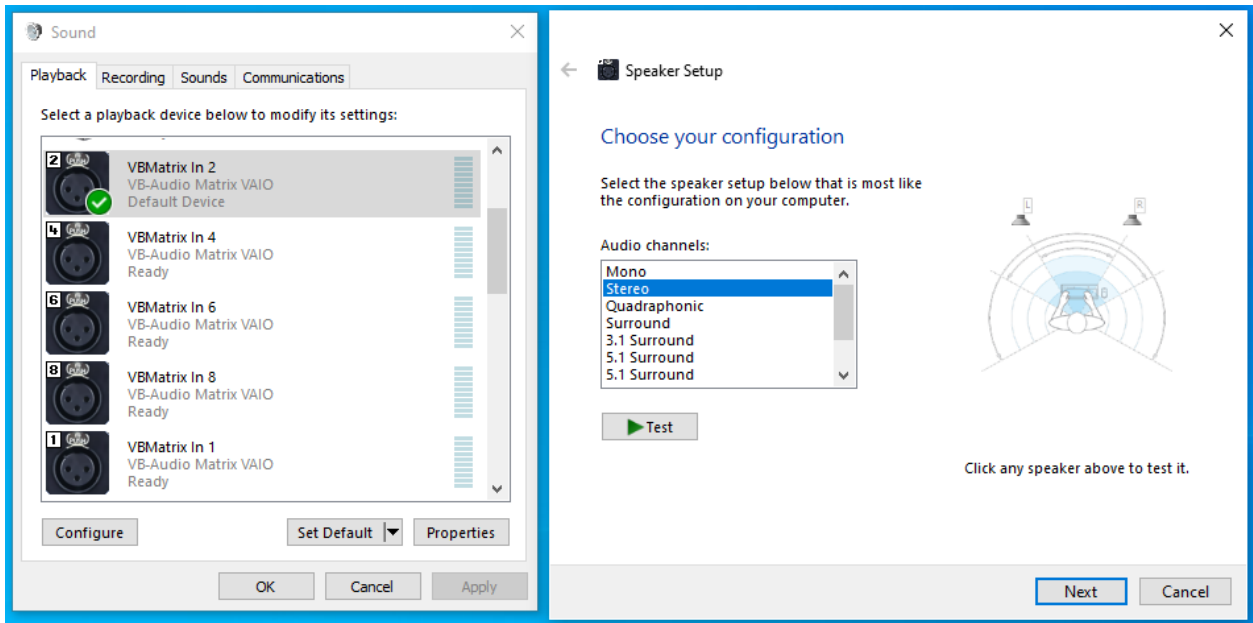 Sound
Playback Recording Sounds Communications
Select a playback device below to modify its settings:
2
VBMatrix In 2
VB-Audio Matrix VAIO
Default Device
4
VBMatrix In 4
VB-Audio Matrix VAIO
Ready
6
VBMatrix In 6
VB-Audio Matrix VAIO
Ready
8
VBMatrix In 8
VB-Audio Matrix VAIO
Ready
1
VBMatrix In 1
VB-Audio Matrix VAIO
Ready
Configure Set Default Properties
OK Cancel Apply
Speaker Setup
Choose your configuration
Select the speaker setup below that is most like
the configuration on your computer.
Audio channels:
Mono
Stereo
Quadraphonic
Surround
3.1 Surround
5.1 Surround
5.1 Surround
Test
L R
Click any speaker above to test it.
Next Cancel